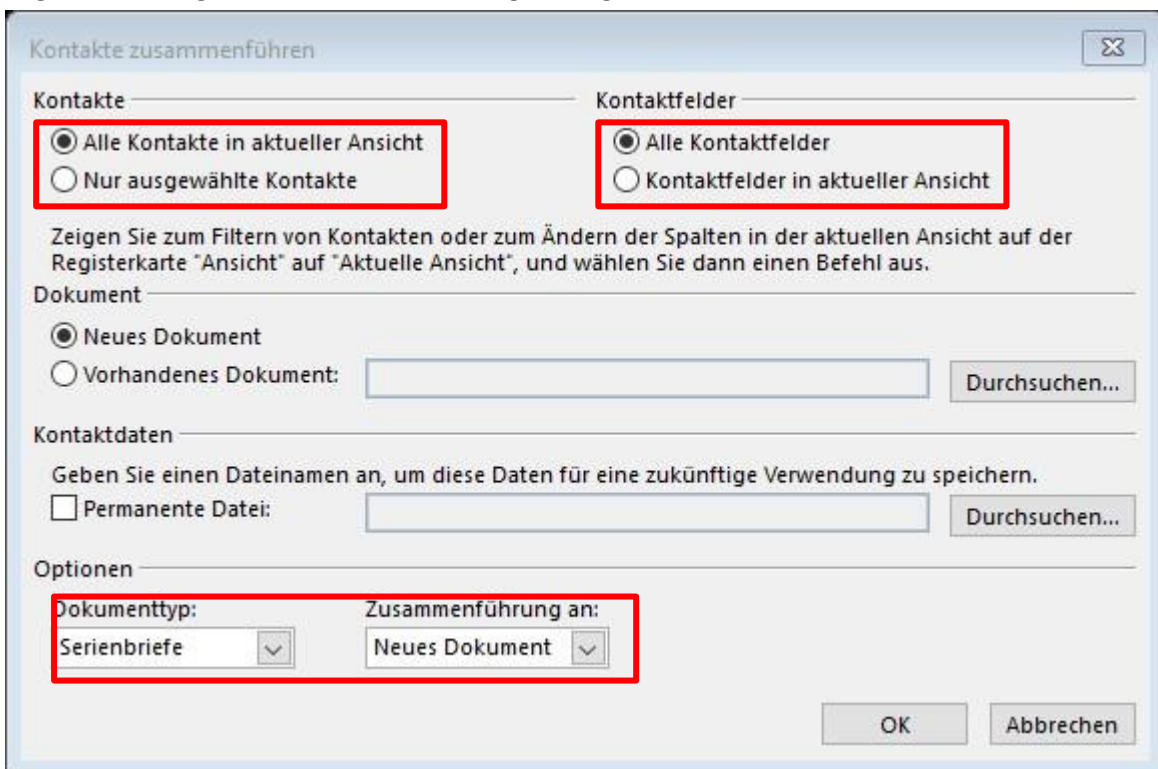 Kontakte zusammenführen
Kontakte
Kontaktfelder
Alle Kontakte in aktueller Ansicht
Alle Kontaktfelder
Nur ausgewählte Kontakte
Kontaktfelder in aktueller Ansicht
Zeigen Sie zum Filtern von Kontakten oder zum Ändern der Spalten in der aktuellen Ansicht auf der
Registerkarte "Ansicht" auf "Aktuelle Ansicht", und wählen Sie dann einen Befehl aus.
Dokument
Neues Dokument
Vorhandenes Dokument:
Durchsuchen...
Kontaktdaten
Geben Sie einen Dateinamen an, um diese Daten für eine zukünftige Verwendung zu speichern.
Permanente Datei:
Durchsuchen...
Optionen
Dokumenttyp:
Zusammenführung an:
Serienbriefe
Neues Dokument
OK
Abbrechen